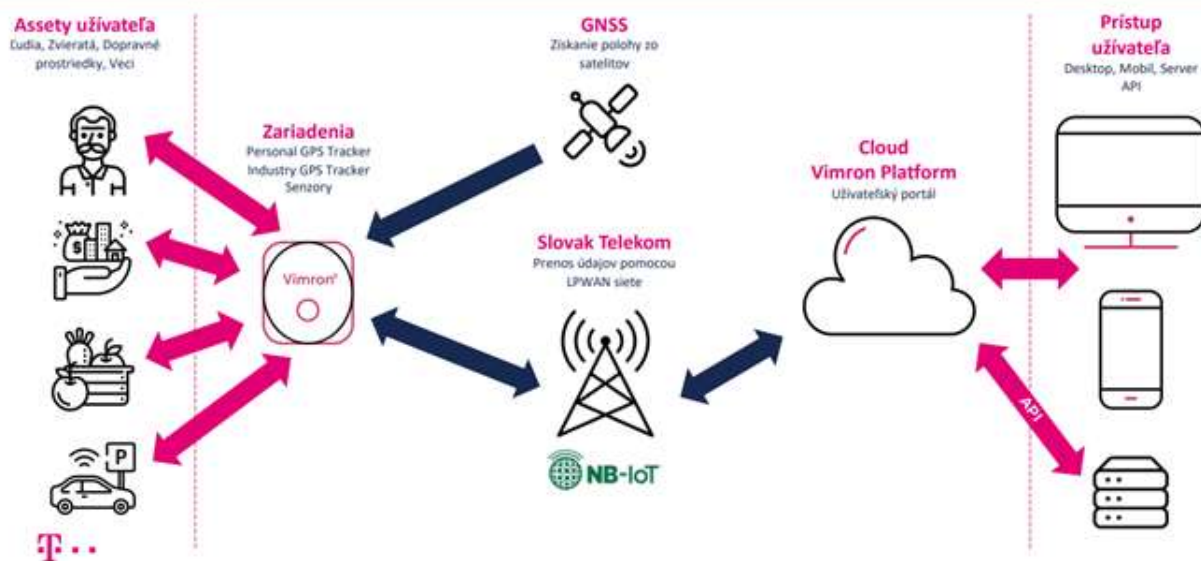 Assety užívateľa
Ľudia, Zvieratá, Dopravné
prostriedky, Veci
Zariadenia
Personal GPS Tracker
Industry GPS Tracker
Senzory
Vimron
GNSS
Získanie polohy zo
satelitov
Slovak Telekom
Prenos údajov pomocou
LPWAN siete
NB-IoT
Cloud
Vimron Platform
Užívateľský portál
Prístup
užívateľa
Desktop, Mobil, Server
API
API
P
$
T